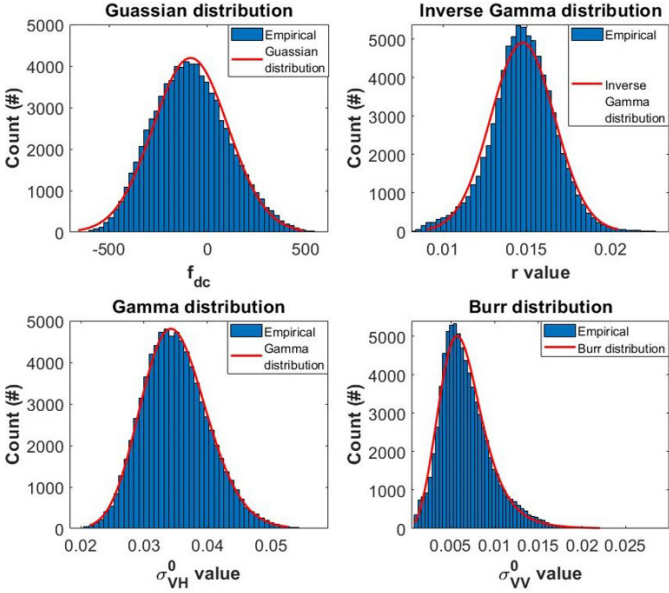 Guassian distribution
Empirical
Guassian
distribution
Count (#)
5000
4000
3000
2000
1000
0
-500
0
500
f_dc
Inverse Gamma distribution
Empirical
Inverse
Gamma
distribution
Count (#)
5000
4000
3000
2000
1000
0
0.01
0.015
0.02
r value
Gamma distribution
Empirical
Gamma
distribution
Count (#)
5000
4000
3000
2000
1000
0
0.02
0.03
0.04
0.05
σ⁰_VH value
Burr distribution
Empirical
Burr distribution
Count (#)
5000
4000
3000
2000
1000
0
0.005
0.01
0.015
0.02
0.025
σ⁰_VV value